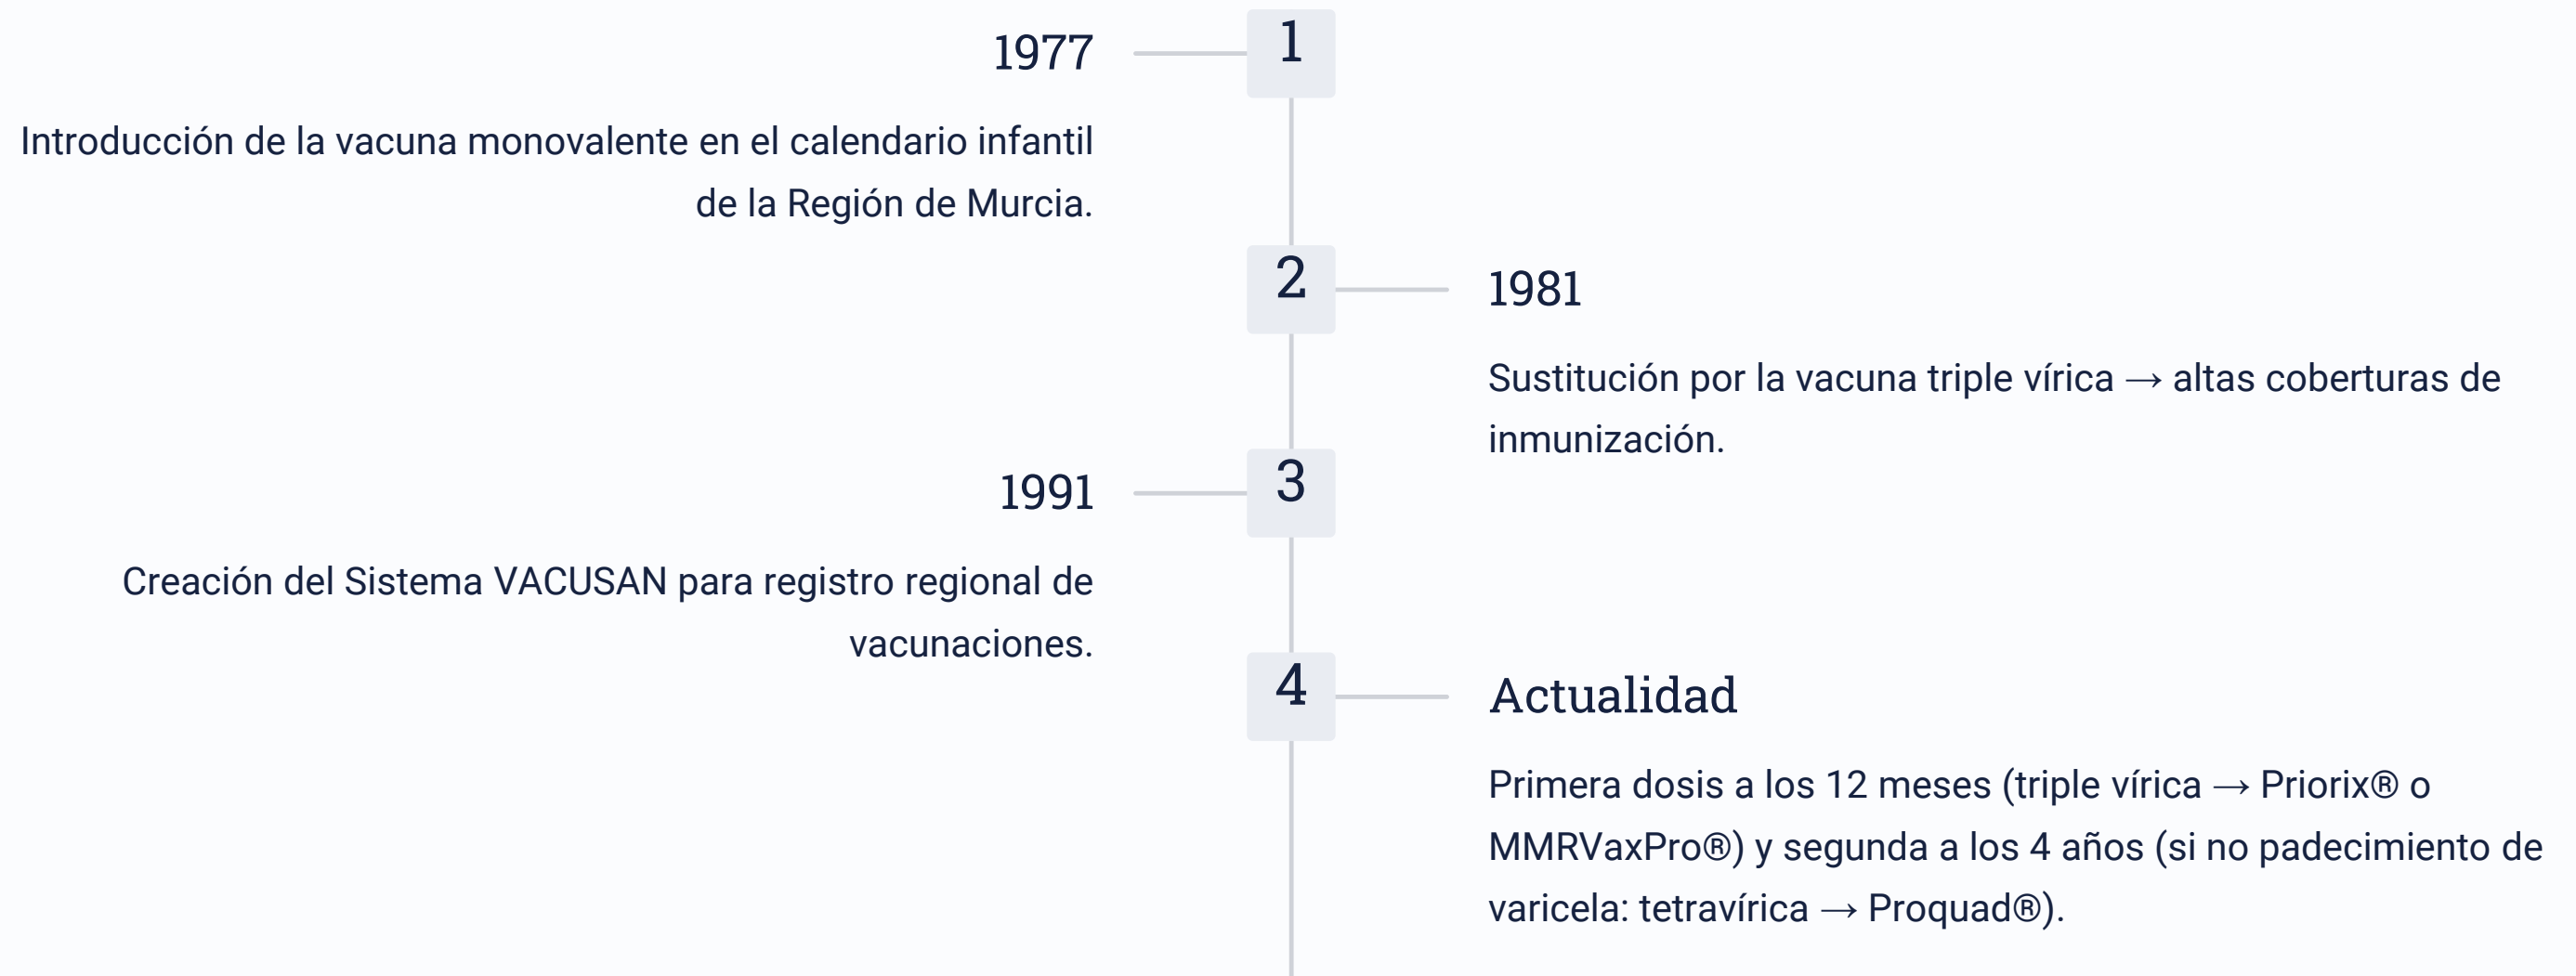 1
1977
Introducción de la vacuna monovalente en el calendario infantil
de la Región de Murcia.
2
1981
Sustitución por la vacuna triple vírica → altas coberturas de
inmunización.
3
1991
Creación del Sistema VACUSAN para registro regional de
vacunaciones.
4
Actualidad
Primera dosis a los 12 meses (triple vírica → Priorix® o
MMRVaxPro®) y segunda a los 4 años (si no padecimiento de
varicela: tetravírica → Proquad®).